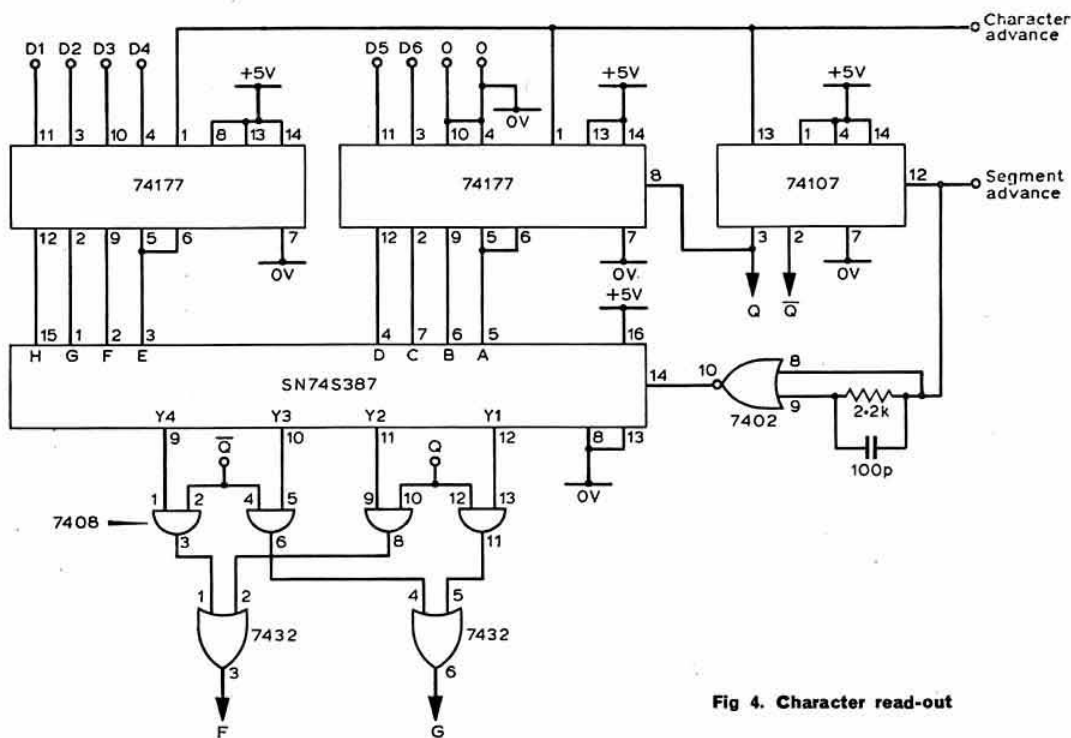 Character
advance
D1 D2 D3 D4 D5 D6 0 0
+5V +5V +5V
0V
11 3 10 4 1 8 13 14 11 3 10 4 1 13 14 13 1 4 14
74177 74177 8 74107 12 Segment
advance
12 2 9 5 6 7 12 2 9 5 6 7 3 2 7
0V 0V 0V
+5V Q Q̅
15 1 2 3 4 7 6 5 16
H G F E D C B A
SN74S387 14 10 8
9
7402 2·2k
100p
Y4 Y3 Y2 Y1
9 10 11 12 8 13
Q̅ Q 0V
1 2 4 5 9 10 12 13
7408
3 6 8 11
1 2 4 5
7432 7432
3 6
F G
Fig 4. Character read-out